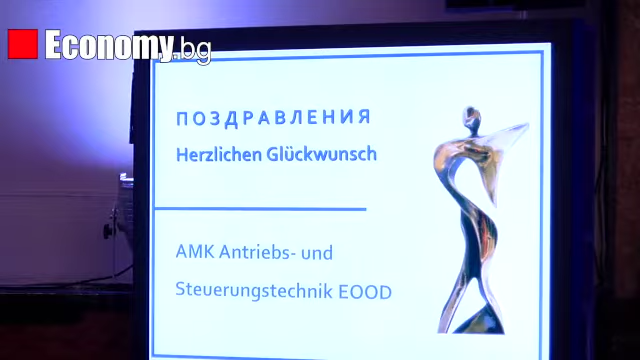 Economy.bg
ПОЗДРАВЛЕНИЯ
Herzlichen Glückwunsch
AMK Antriebs- und
Steuerungstechnik EOOD